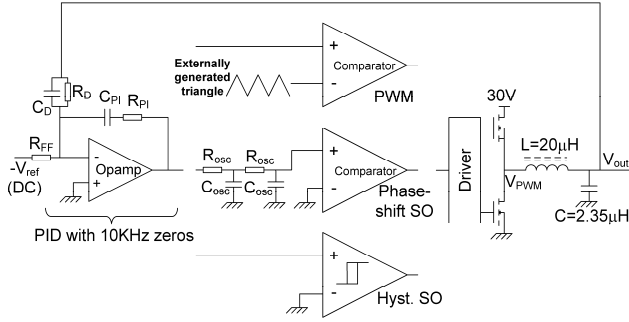 Externally
generated
triangle
+
-
Comparator
PWM
C_D
R_D
C_PI
R_PI
R_FF
-V_ref
(DC)
-
+
Opamp
PID with 10KHz zeros
R_osc
R_osc
C_osc
C_osc
+
-
Comparator
Phase-
shift SO
+
-
Hyst. SO
Driver
30V
V_PWM
L=20μH
V_out
C=2.35μH